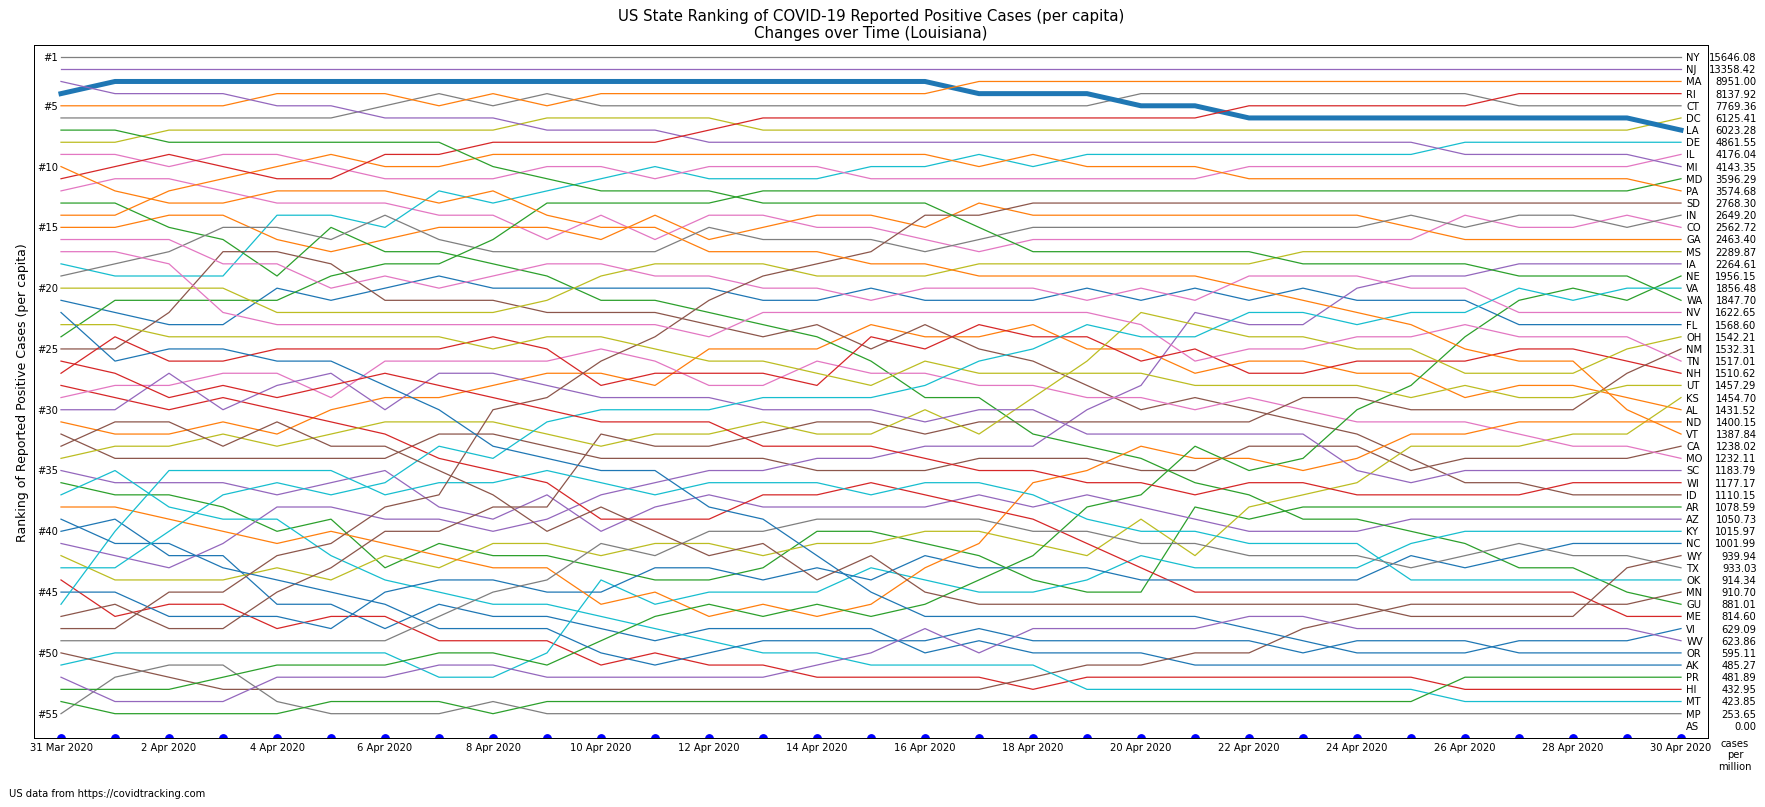 US State Ranking of COVID-19 Reported Positive Cases (per capita)
Changes over Time (Louisiana)
Ranking of Reported Positive Cases (per capita)
#1
#5
#10
#15
#20
#25
#30
#35
#40
#45
#50
#55
NY 15646.08
NJ 13358.42
MA 8951.00
RI 8137.92
CT 7769.36
DC 6125.41
LA 6023.28
DE 4861.55
IL 4176.04
MI 4143.35
MD 3596.29
PA 3574.68
SD 2768.30
IN 2649.20
CO 2562.72
GA 2463.40
MS 2289.87
IA 2264.61
NE 1956.15
VA 1856.48
WA 1847.70
NV 1622.65
FL 1568.60
OH 1542.21
NM 1532.31
TN 1517.01
NH 1510.62
UT 1457.29
KS 1454.70
AL 1431.52
ND 1400.15
VT 1387.84
CA 1238.02
MO 1232.11
SC 1183.79
WI 1177.17
ID 1110.15
AR 1078.59
AZ 1050.73
KY 1015.97
NC 1001.99
WY 939.94
TX 933.03
OK 914.34
MN 910.70
GU 881.01
ME 814.60
VI 629.09
WV 623.86
OR 595.11
AK 485.27
PR 481.89
HI 432.95
MT 423.85
MP 253.65
AS 0.00
31 Mar 2020 2 Apr 2020 4 Apr 2020 6 Apr 2020 8 Apr 2020 10 Apr 2020 12 Apr 2020 14 Apr 2020 16 Apr 2020 18 Apr 2020 20 Apr 2020 22 Apr 2020 24 Apr 2020 26 Apr 2020 28 Apr 2020 30 Apr 2020
cases
per
million
US data from https://covidtracking.com